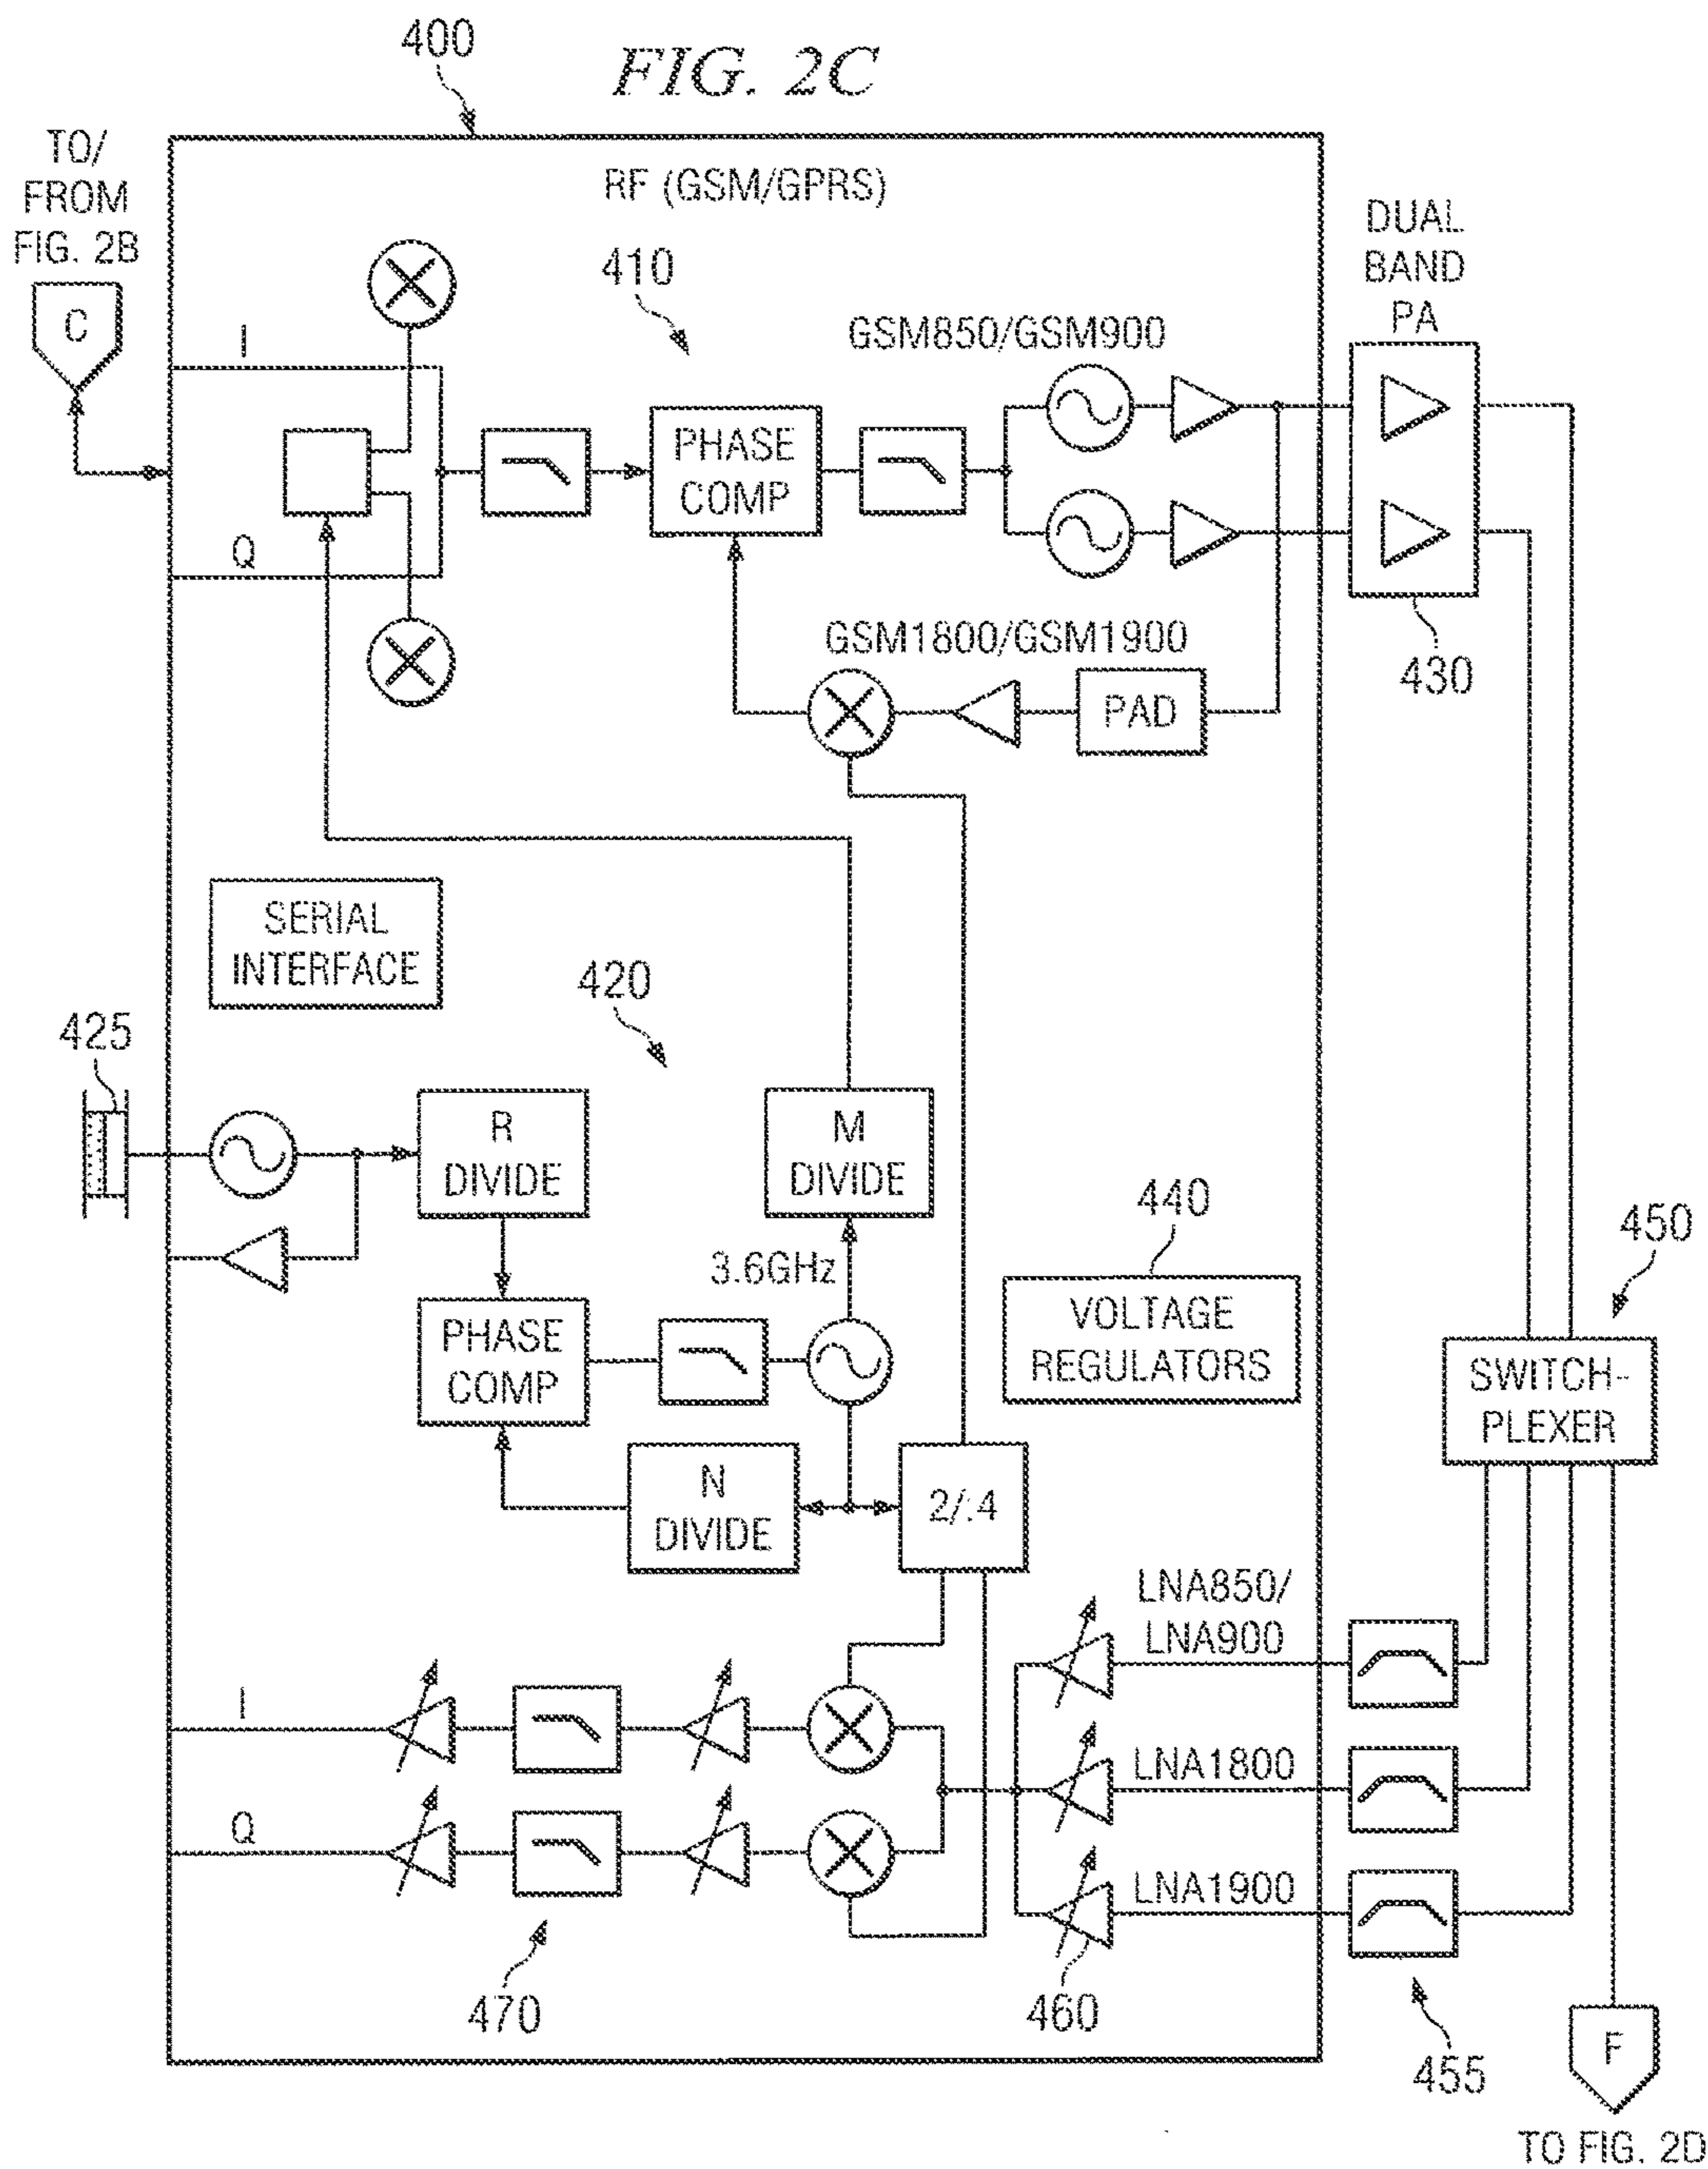 400
FIG. 2C
TO/
FROM
FIG. 2B
C
RF (GSM/GPRS)
410
DUAL
BAND
PA
I
GSM850/GSM900
PHASE
COMP
Q
GSM1800/GSM1900
PAD
430
SERIAL
INTERFACE
420
425
R
DIVIDE
M
DIVIDE
440
450
3.6GHz
PHASE
COMP
VOLTAGE
REGULATORS
SWITCH-
PLEXER
N
DIVIDE
2/:4
LNA850/
LNA900
I
LNA1800
Q
LNA1900
470
460
455
F
TO FIG. 2D